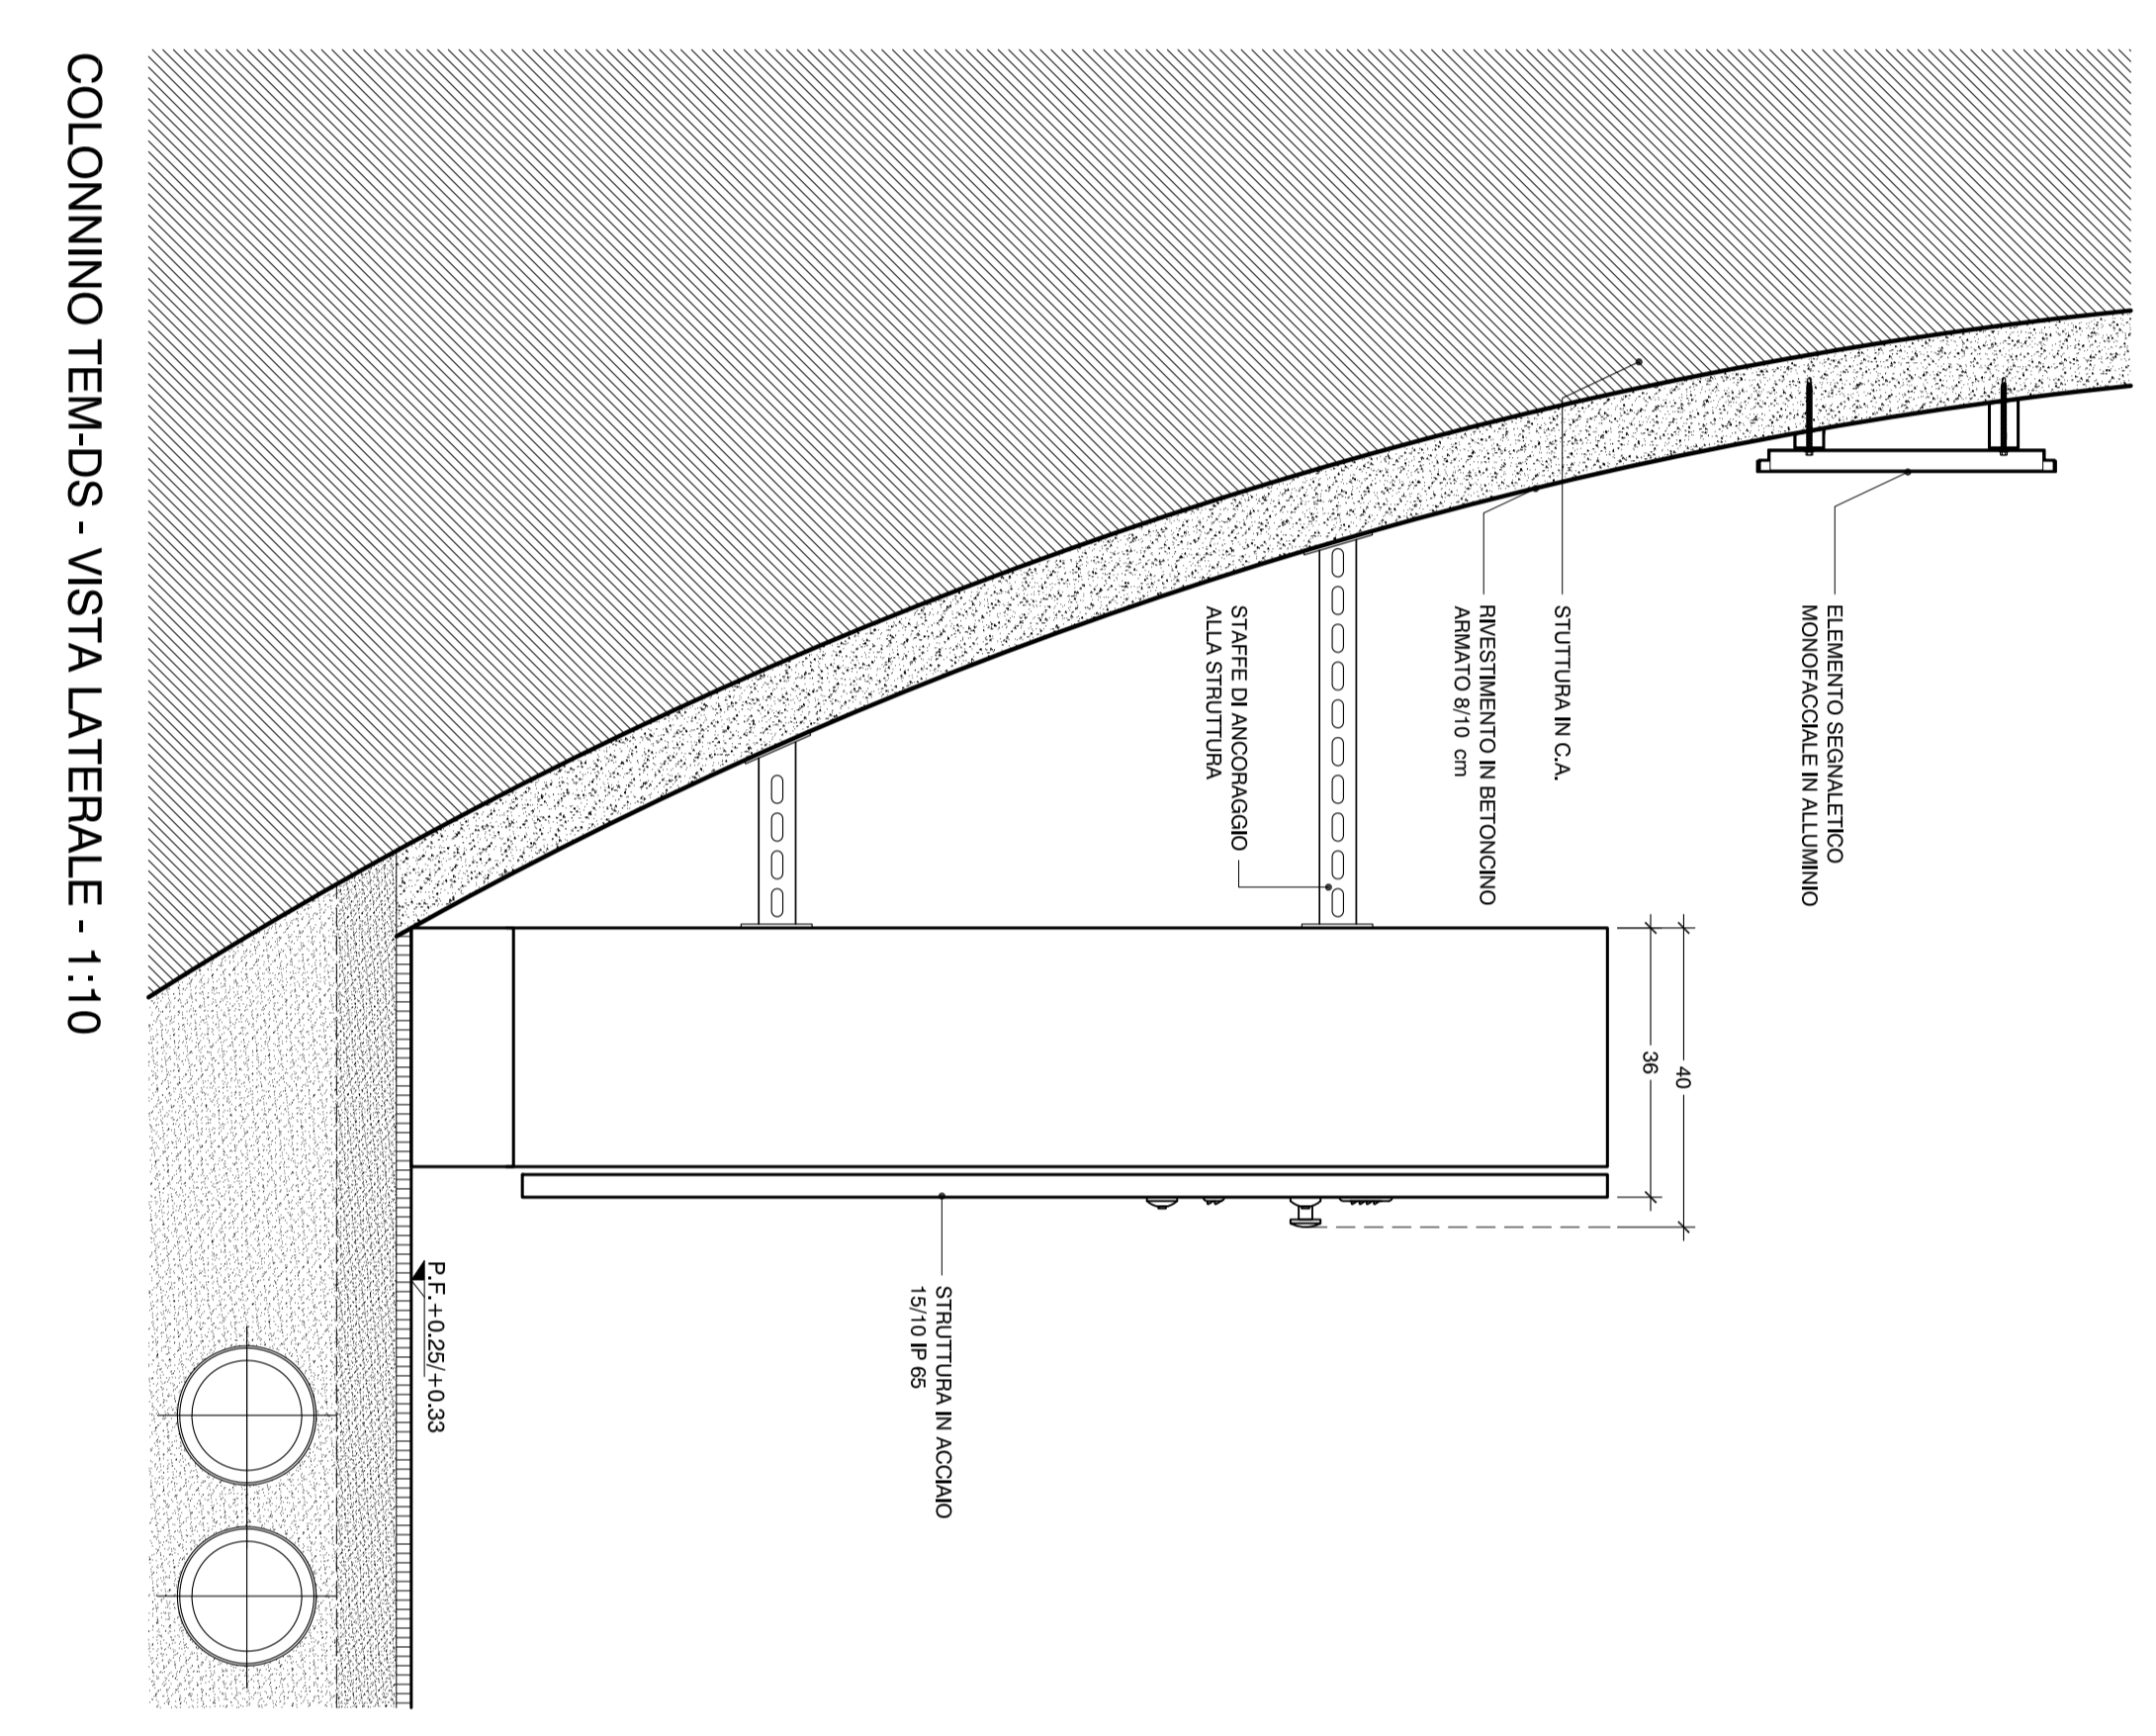 COLONNINO TEM-DS - VISTA LATERALE - 1:10
ELEMENTO SEGNALETICO
MONOFACCIALE IN ALLUMINIO
STUTTURA IN C.A.
RIVESTIMENTO IN BETONCINO
ARMATO 8/10 cm
STAFFE DI ANCORAGGIO
ALLA STRUTTURA
40
36
STRUTTURA IN ACCIAIO
15/10 IP 65
P.F.+0.25/+0.33